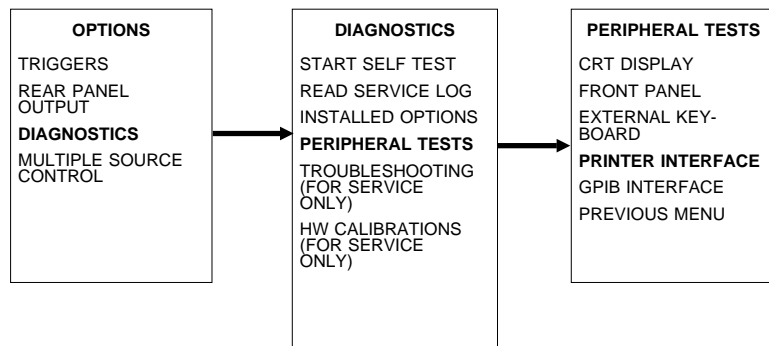 OPTIONS
TRIGGERS
REAR PANEL
OUTPUT
DIAGNOSTICS
MULTIPLE SOURCE
CONTROL
DIAGNOSTICS
START SELF TEST
READ SERVICE LOG
INSTALLED OPTIONS
PERIPHERAL TESTS
TROUBLESHOOTING
(FOR SERVICE
ONLY)
HW CALIBRATIONS
(FOR SERVICE
ONLY)
PERIPHERAL TESTS
CRT DISPLAY
FRONT PANEL
EXTERNAL KEY-
BOARD
PRINTER INTERFACE
GPIB INTERFACE
PREVIOUS MENU